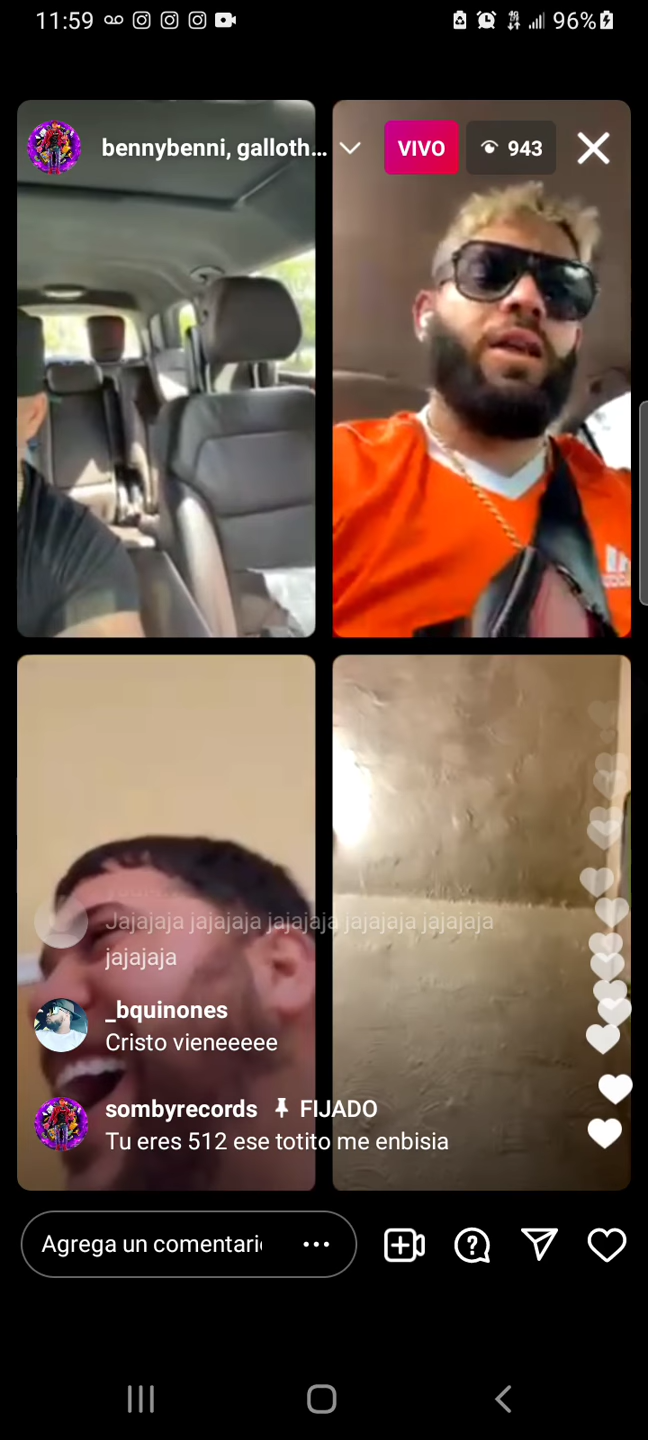 11:59
96%
bennybenni, galloth...
VIVO
943
Jajajaja jajajaja jajajaja jajajaja jajajaja
jajajaja
_bquinones
Cristo vieneeeee
sombyrecords FIJADO
Tu eres 512 ese totito me enbisia
Agrega un comentari